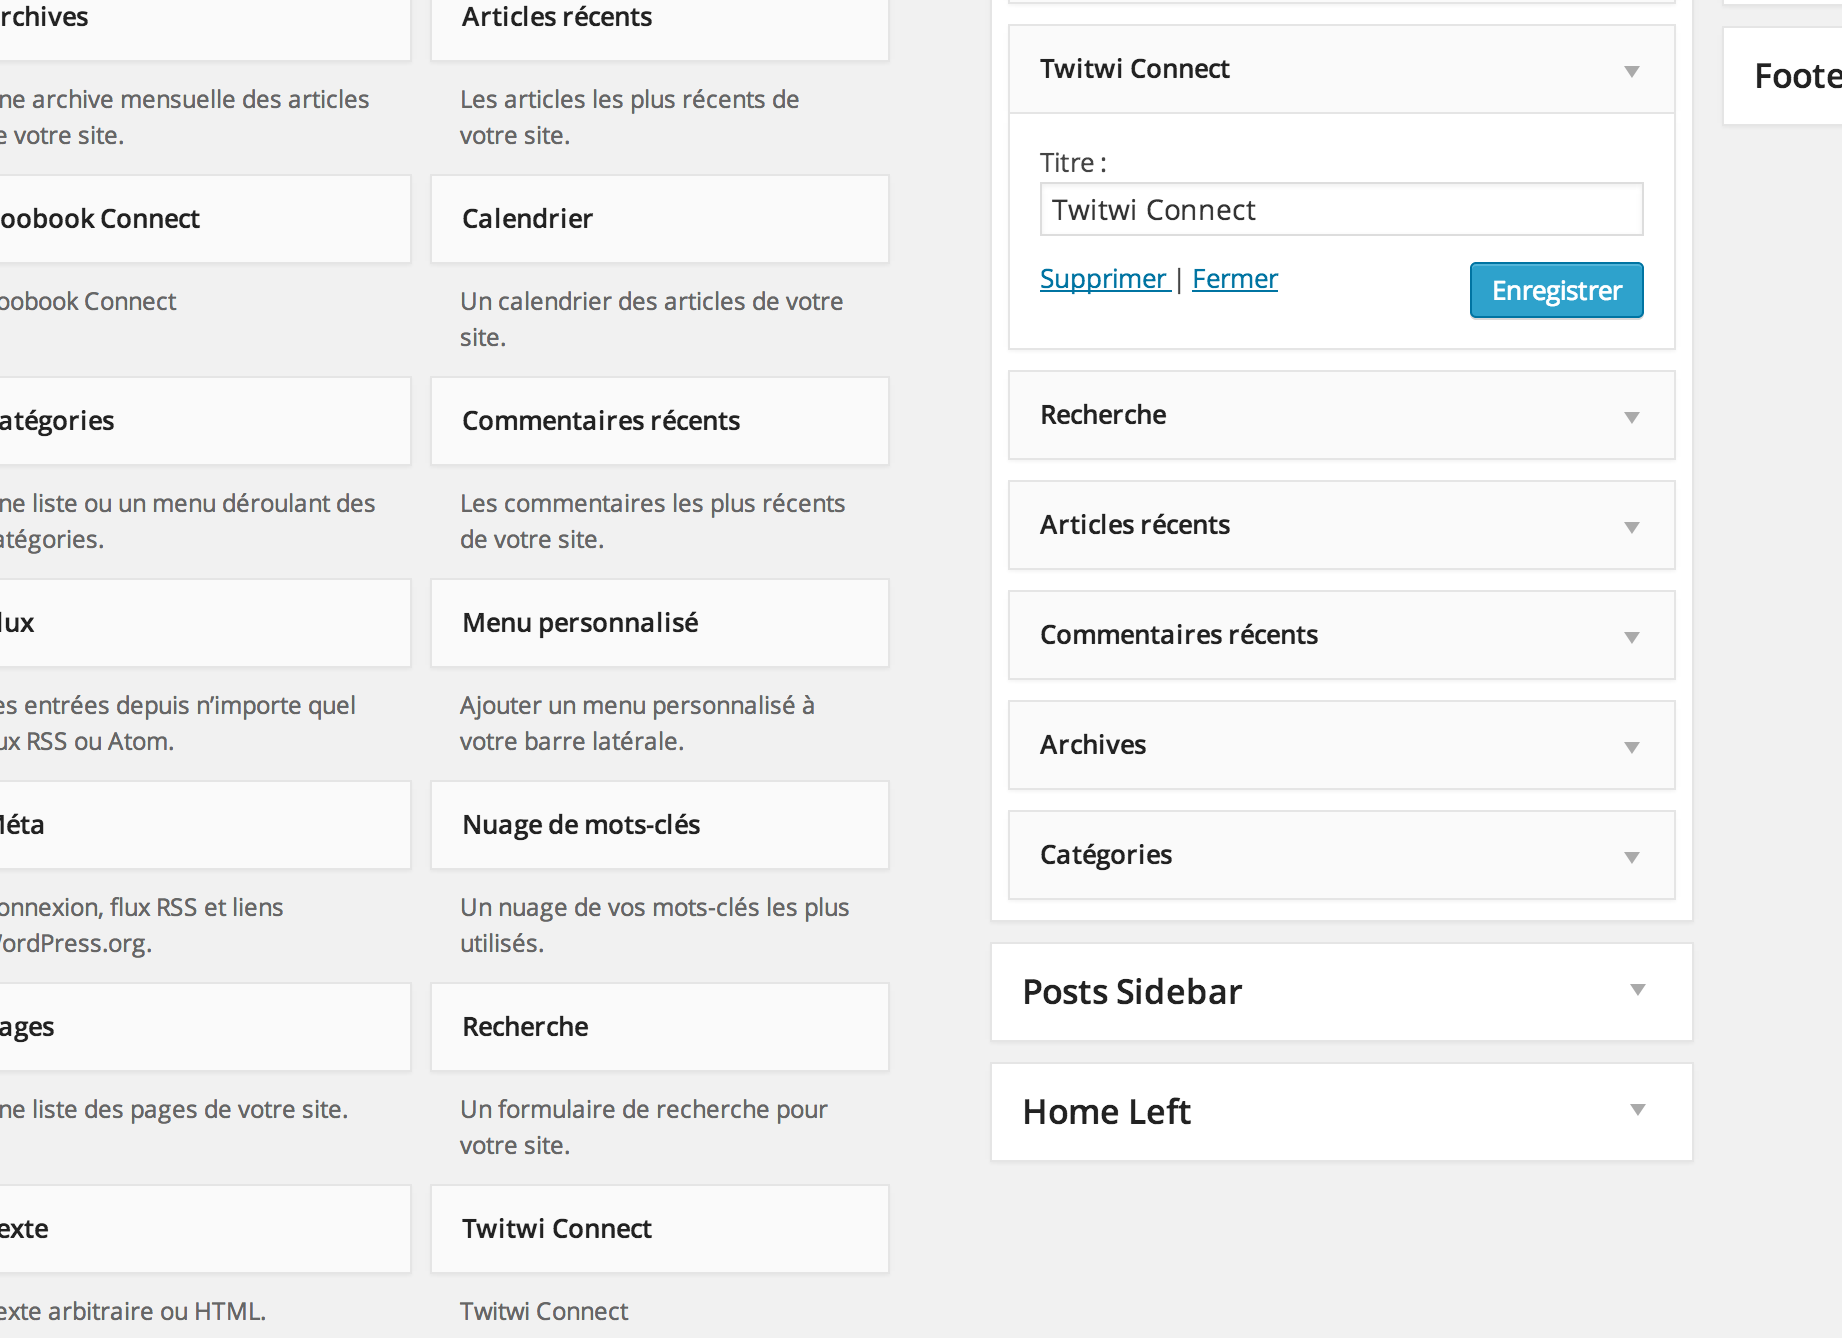 rchives
ne archive mensuelle des articles
e votre site.
oobook Connect
oobook Connect
atégories
ne liste ou un menu déroulant des
atégories.
lux
es entrées depuis n’importe quel
ux RSS ou Atom.
Méta
onnexion, flux RSS et liens
WordPress.org.
ages
ne liste des pages de votre site.
exte
exte arbitraire ou HTML.
Articles récents
Les articles les plus récents de
votre site.
Calendrier
Un calendrier des articles de votre
site.
Commentaires récents
Les commentaires les plus récents
de votre site.
Menu personnalisé
Ajouter un menu personnalisé à
votre barre latérale.
Nuage de mots-clés
Un nuage de vos mots-clés les plus
utilisés.
Recherche
Un formulaire de recherche pour
votre site.
Twitwi Connect
Twitwi Connect
Twitwi Connect
Titre :
Twitwi Connect
Supprimer | Fermer
Enregistrer
Recherche
Articles récents
Commentaires récents
Archives
Catégories
Posts Sidebar
Home Left
Foote